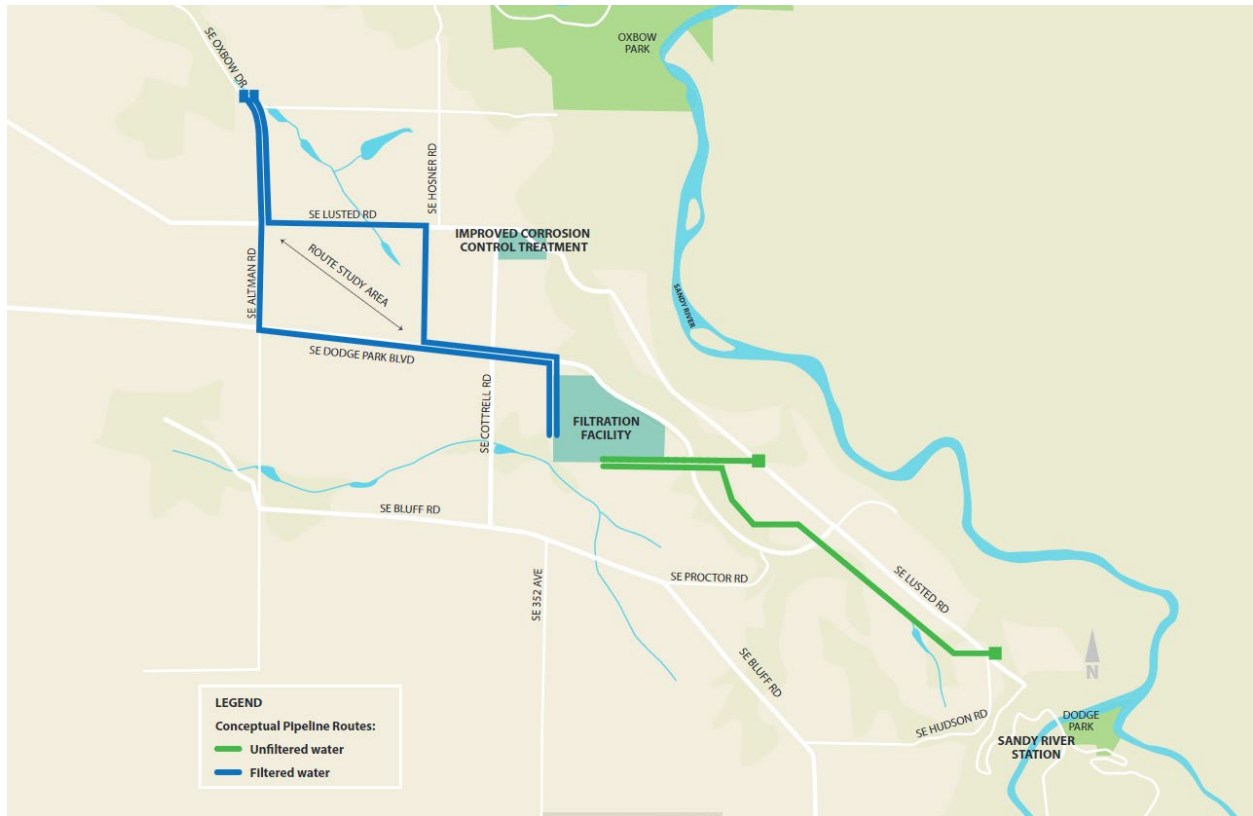 OXBOW
PARK
SE OXBOW DR
SE HOSNER RD
SE LUSTED RD
IMPROVED CORROSION
CONTROL TREATMENT
ROUTE STUDY AREA
SE ALTMAN RD
SANDY RIVER
SE DODGE PARK BLVD
SE COTTRELL RD
FILTRATION
FACILITY
SE BLUFF RD
SE PROCTOR RD
SE LUSTED RD
SE 352 AVE
SE BLUFF RD
N
SE HUDSON RD
DODGE
PARK
SANDY RIVER
STATION
LEGEND
Conceptual Pipeline Routes:
Unfiltered water
Filtered water